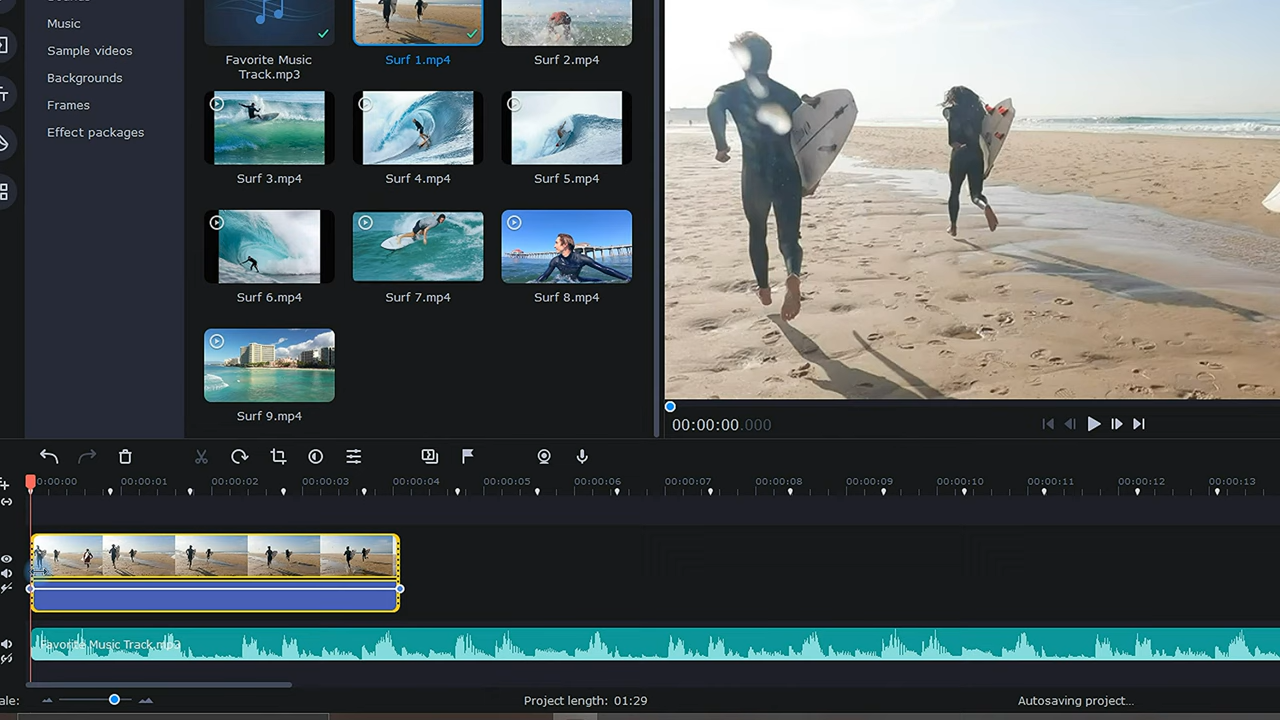 Music
Sample videos
Backgrounds
Frames
Effect packages
Favorite Music
Track.mp3
Surf 1.mp4
Surf 2.mp4
Surf 3.mp4
Surf 4.mp4
Surf 5.mp4
Surf 6.mp4
Surf 7.mp4
Surf 8.mp4
Surf 9.mp4
00:00:00.000
0:00:00
00:00:01
00:00:02
00:00:03
00:00:04
00:00:05
00:00:06
00:00:07
00:00:08
00:00:09
00:00:10
00:00:11
00:00:12
00:00:13
Favorite Music Track.mp3
ale:
Project length: 01:29
Autosaving project...